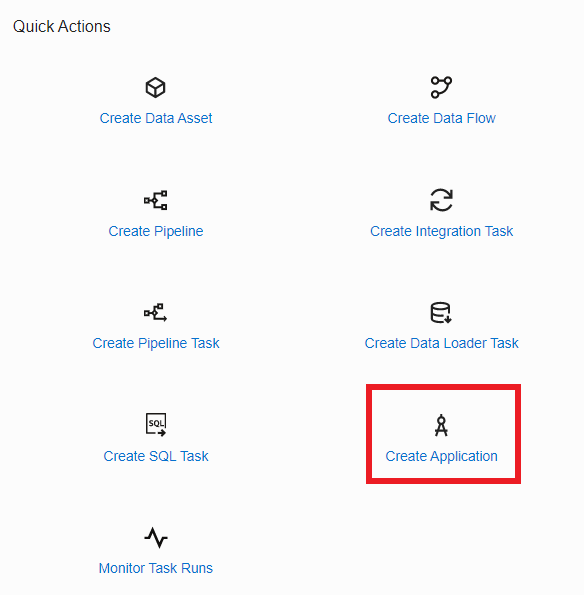 Quick Actions
Create Data Asset
Create Data Flow
Create Pipeline
Create Integration Task
Create Pipeline Task
Create Data Loader Task
SQL
Create SQL Task
Create Application
Monitor Task Runs